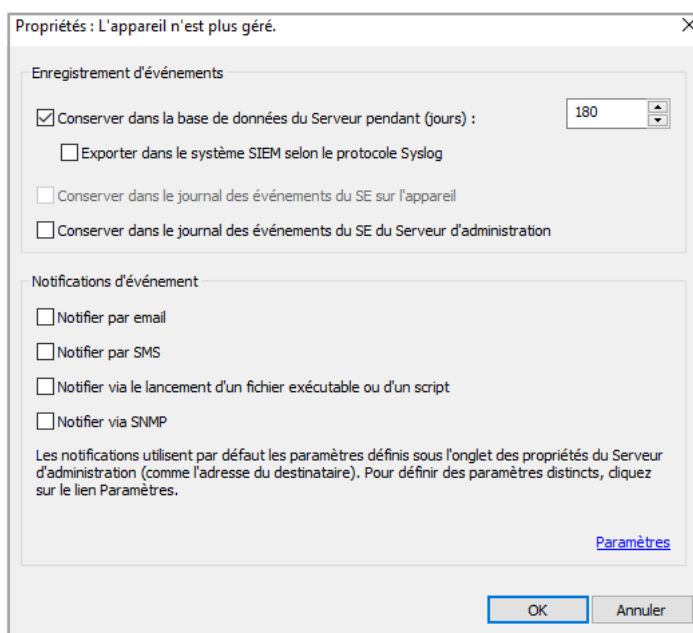 Propriétés : L'appareil n'est plus géré.
Enregistrement d'événements
Conserver dans la base de données du Serveur pendant (jours) :
180
Exporter dans le système SIEM selon le protocole Syslog
Conserver dans le journal des événements du SE sur l'appareil
Conserver dans le journal des événements du SE du Serveur d'administration
Notifications d'événement
Notifier par email
Notifier par SMS
Notifier via le lancement d'un fichier exécutable ou d'un script
Notifier via SNMP
Les notifications utilisent par défaut les paramètres définis sous l'onglet des propriétés du Serveur
d'administration (comme l'adresse du destinataire). Pour définir des paramètres distincts, cliquez
sur le lien Paramètres.
Paramètres
OK
Annuler